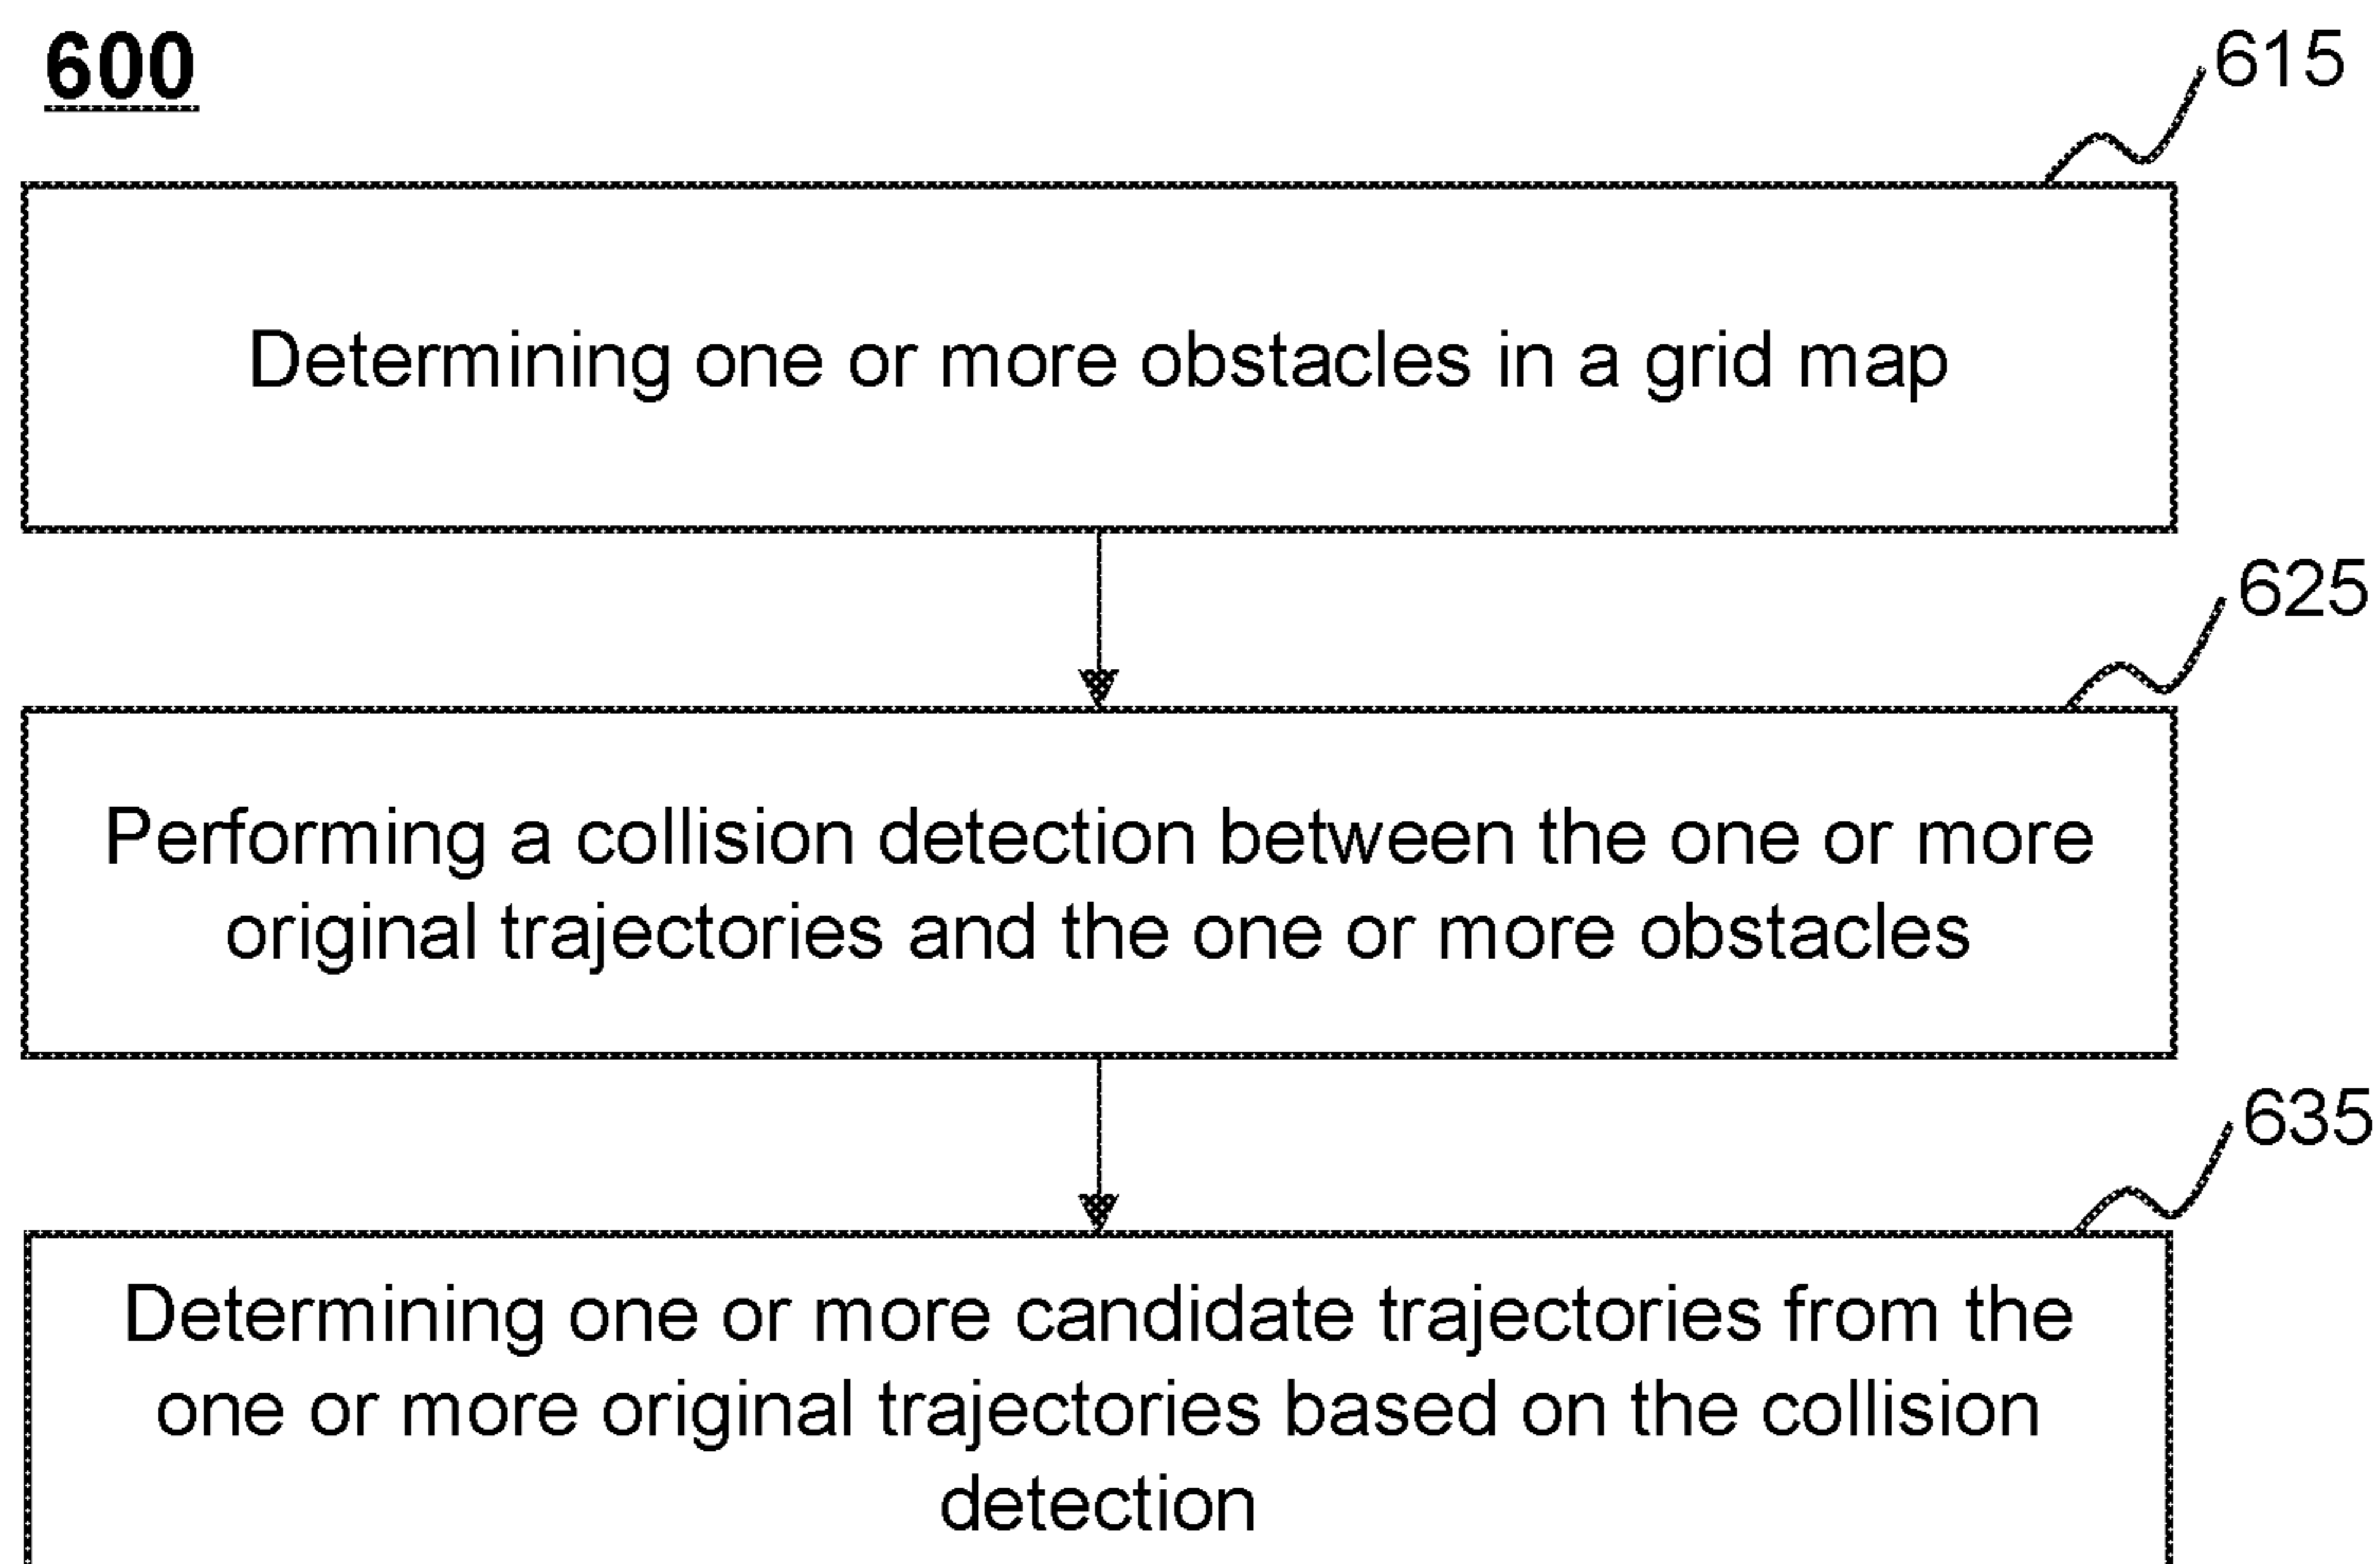 600
615
Determining one or more obstacles in a grid map
625
Performing a collision detection between the one or more
original trajectories and the one or more obstacles
635
Determining one or more candidate trajectories from the
one or more original trajectories based on the collision
detection